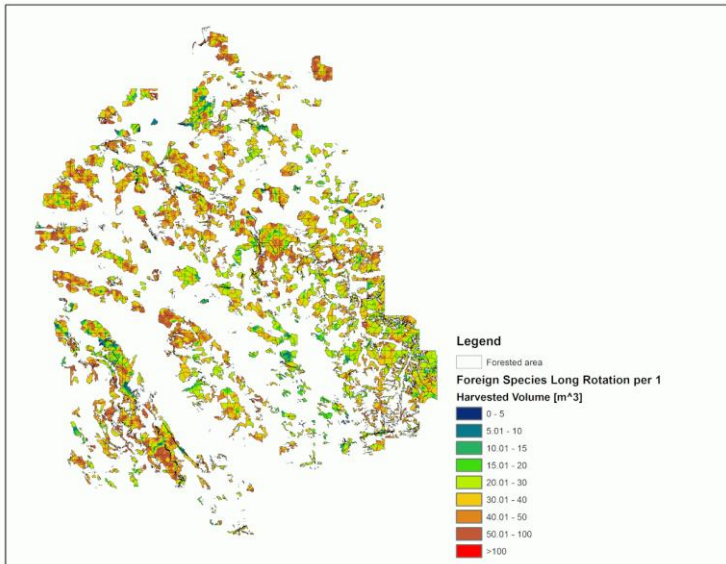 Legend
Forested area
Foreign Species Long Rotation per 1
Harvested Volume [m^3]
0 - 5
5.01 - 10
10.01 - 15
15.01 - 20
20.01 - 30
30.01 - 40
40.01 - 50
50.01 - 100
>100